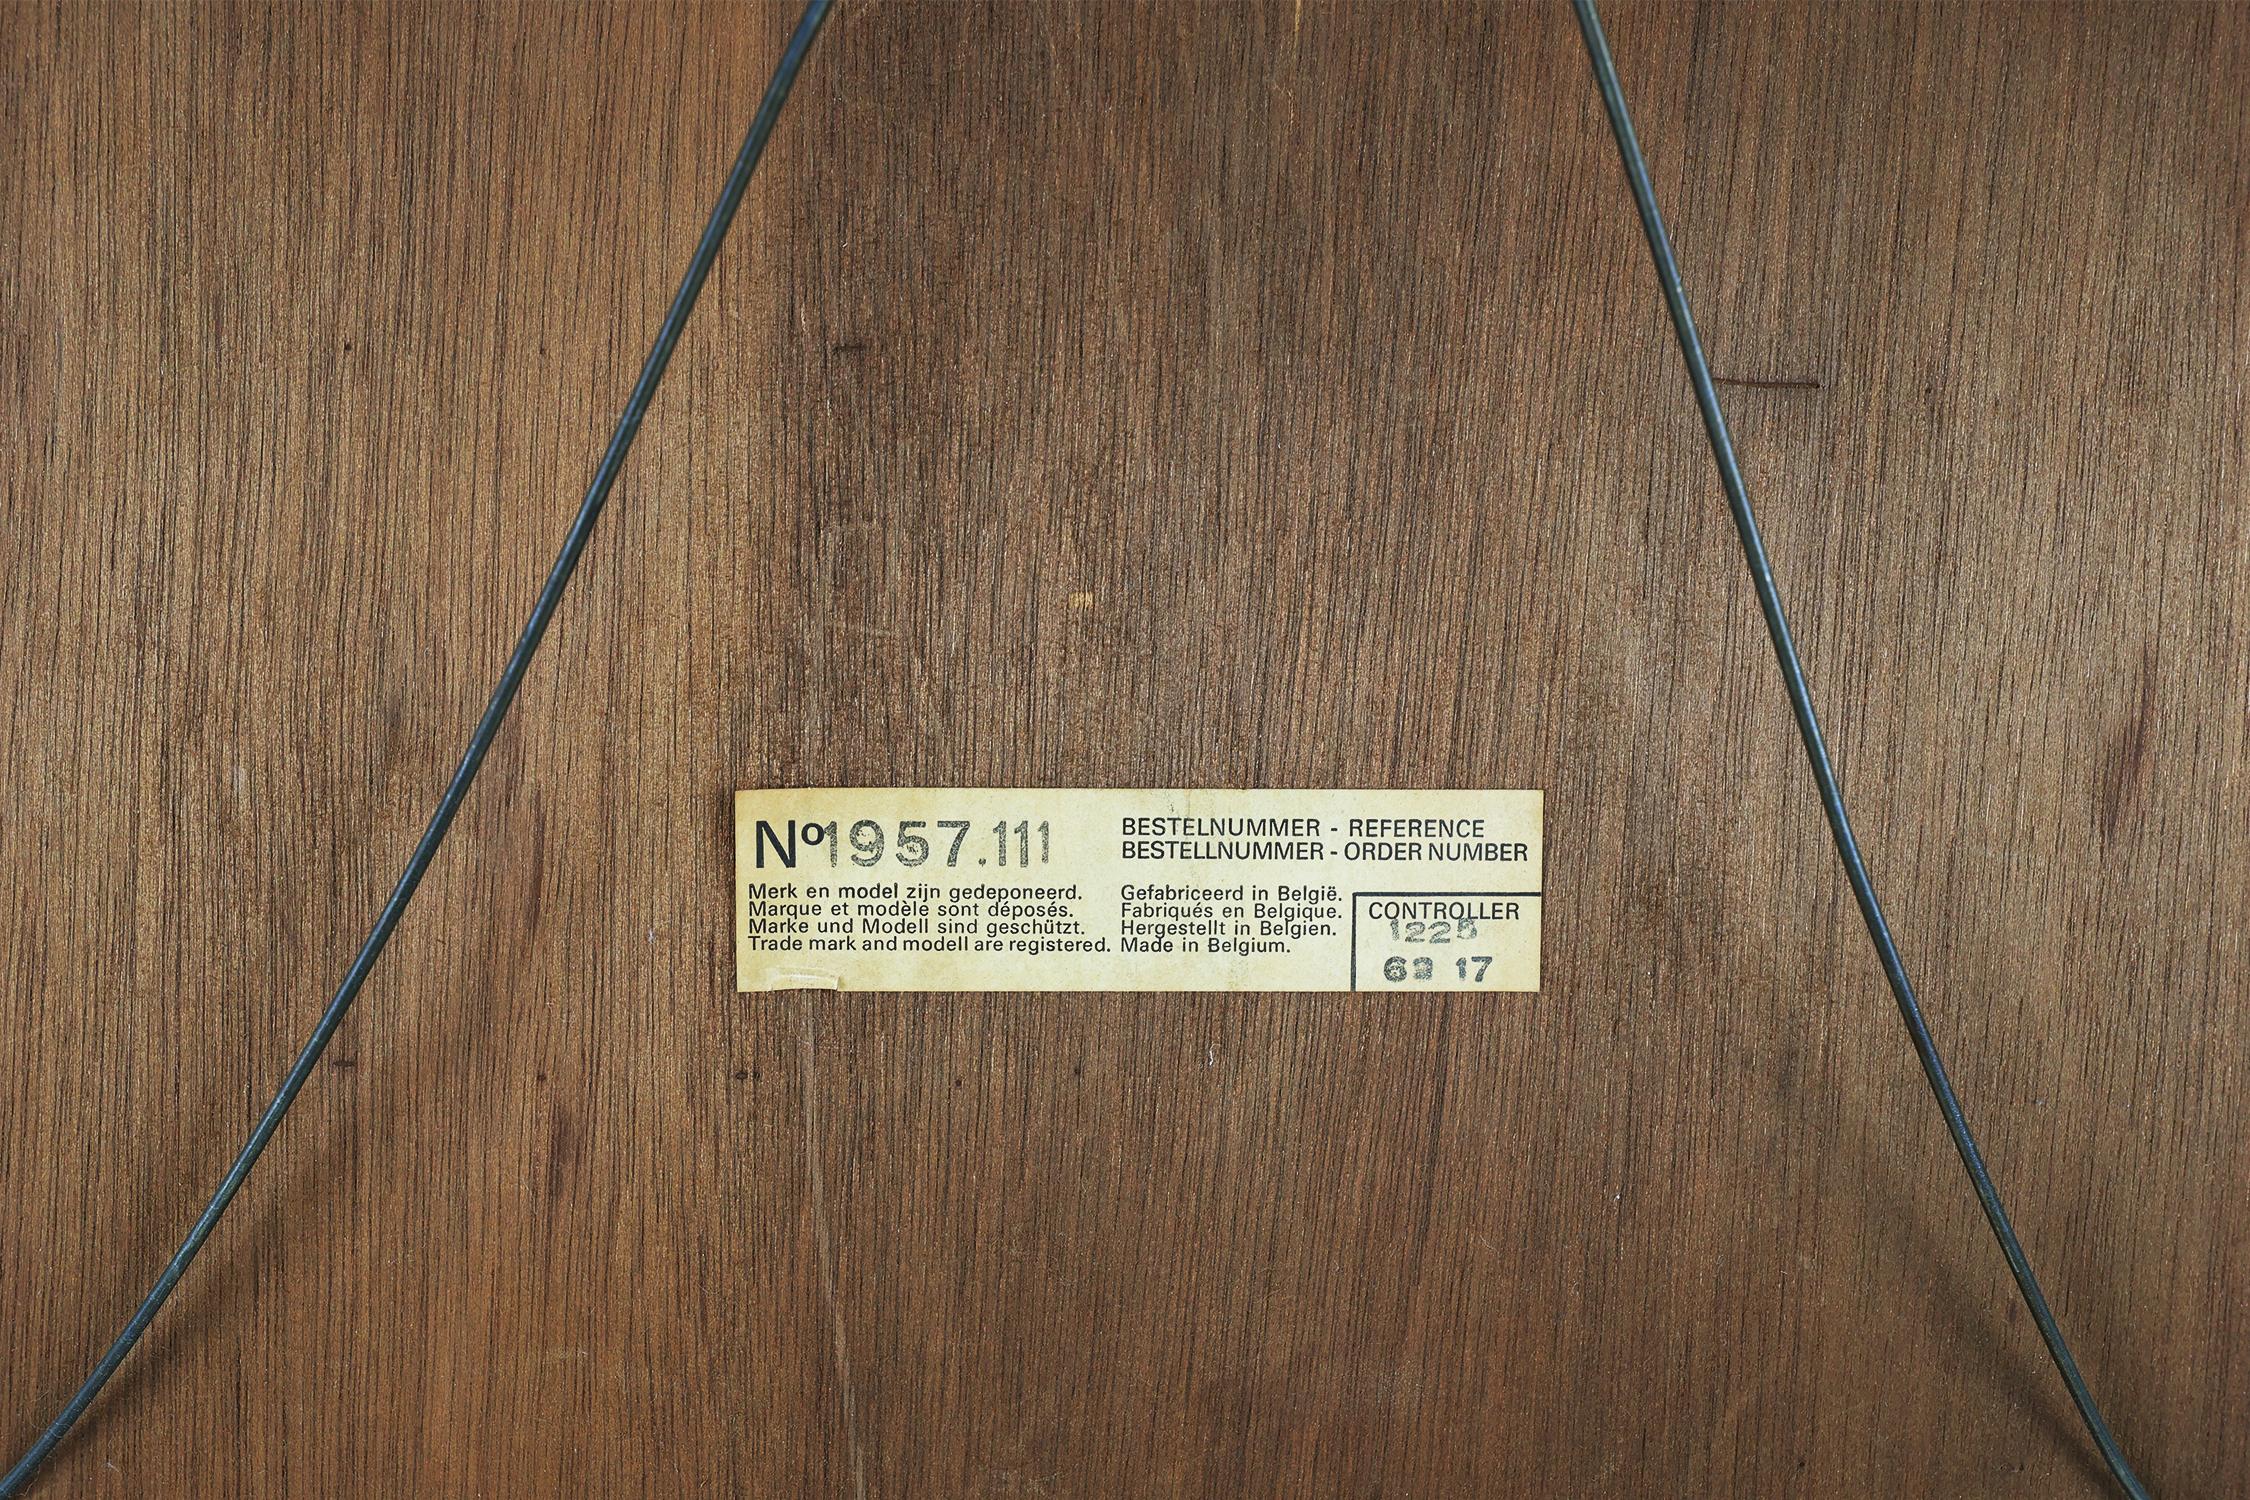 Nº1957.111
BESTELNUMMER - REFERENCE
BESTELLNUMMER - ORDER NUMBER
Merk en model zijn gedeponeerd.
Marque et modèle sont déposés.
Marke und Modell sind geschützt.
Trade mark and modell are registered.
Gefabriceerd in België.
Fabriqués en Belgique.
Hergestellt in Belgien.
Made in Belgium.
CONTROLLER
1225
17